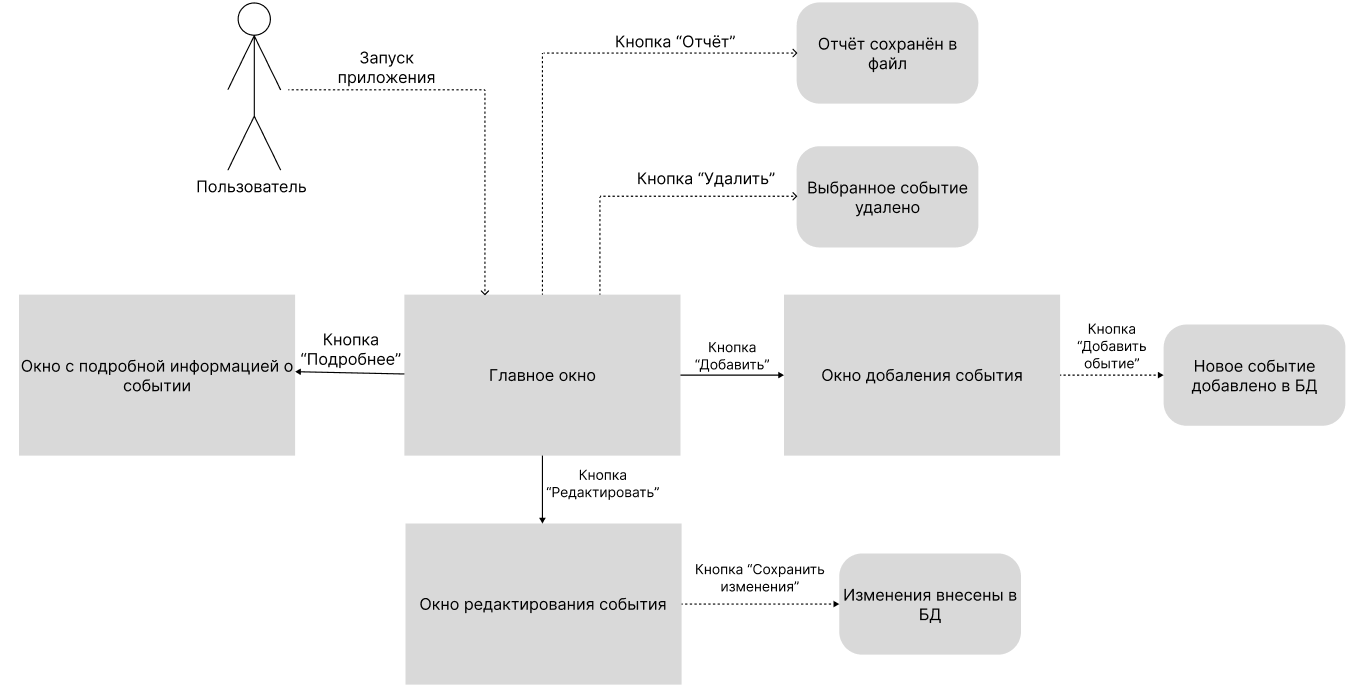 Запуск
приложения
Пользователь
Кнопка “Отчёт”
Отчёт сохранён в
файл
Кнопка “Удалить”
Выбранное событие
удалено
Окно с подробной информацией о
событии
Кнопка
“Подробнее”
Главное окно
Кнопка
“Добавить”
Окно добаления события
Кнопка
“Добавить
обытие”
Новое событие
добавлено в БД
Кнопка
“Редактировать”
Окно редактирования события
Кнопка “Сохранить
изменения”
Изменения внесены в
БД